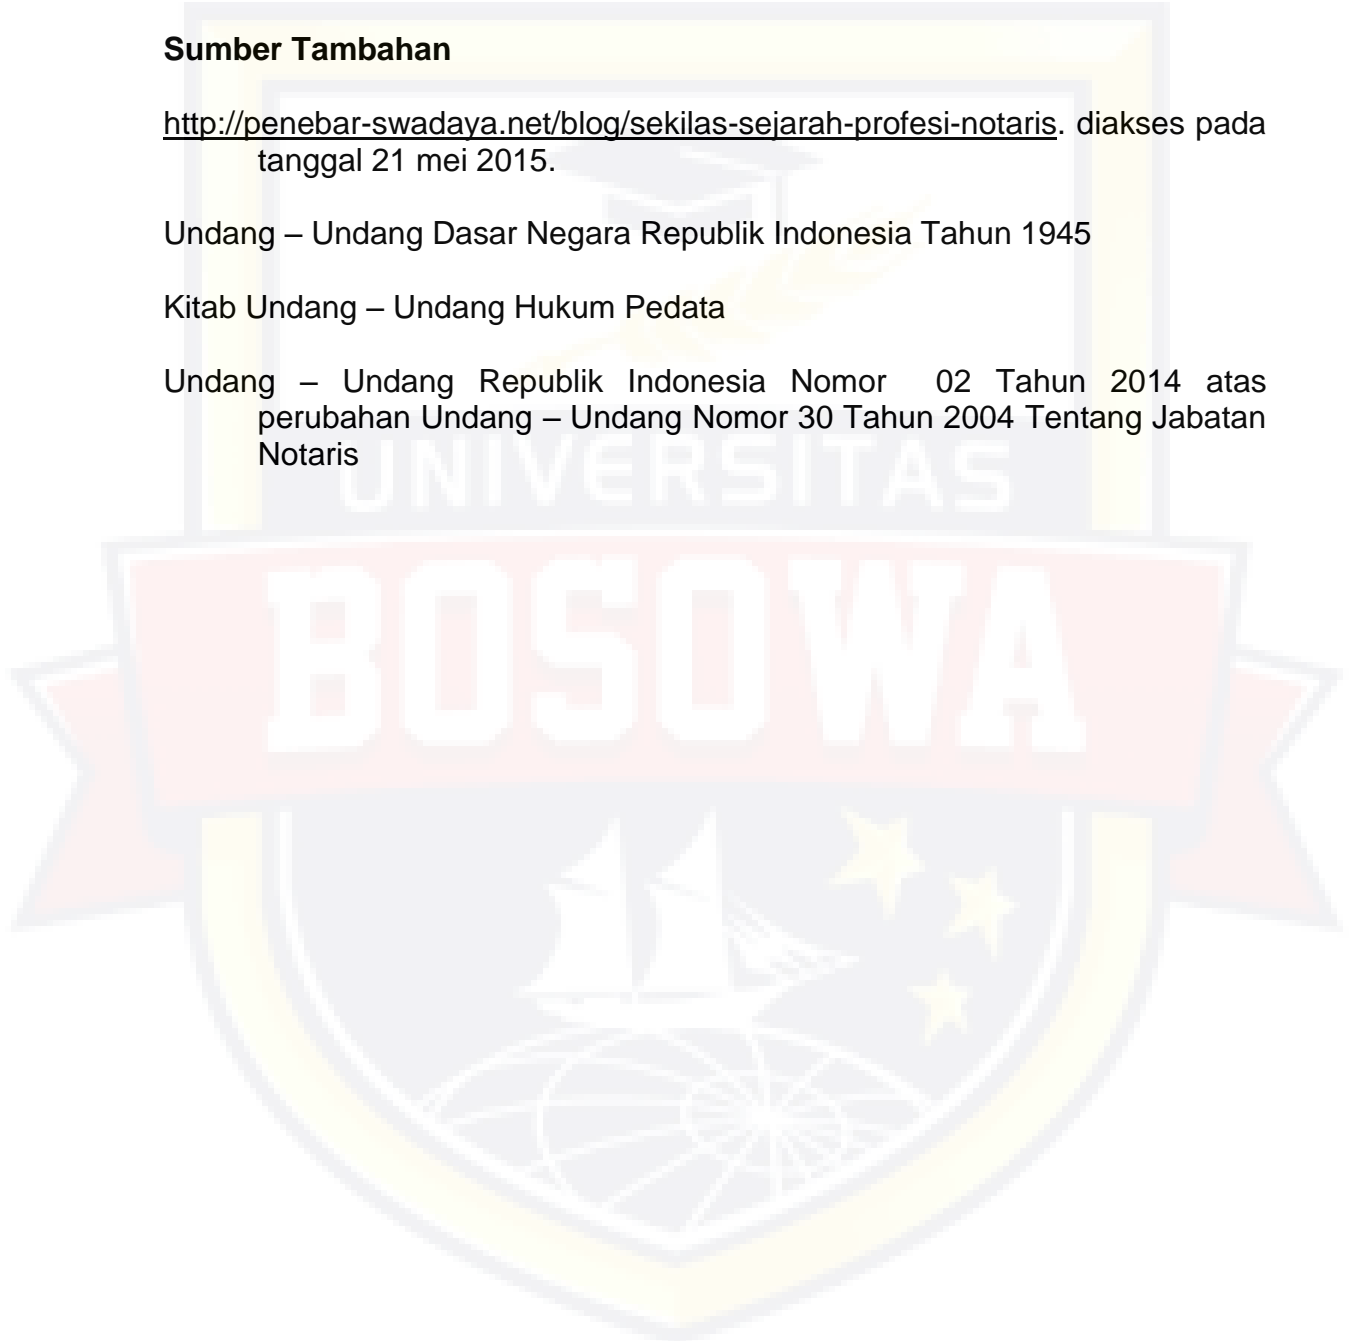 Sumber Tambahan
http://penebar-swadaya.net/blog/sekilas-sejarah-profesi-notaris. diakses pada
tanggal 21 mei 2015.
Undang – Undang Dasar Negara Republik Indonesia Tahun 1945
Kitab Undang – Undang Hukum Pedata
Undang – Undang Republik Indonesia Nomor 02 Tahun 2014 atas
perubahan Undang – Undang Nomor 30 Tahun 2004 Tentang Jabatan
Notaris
UNIVERSITAS
BOSOWA